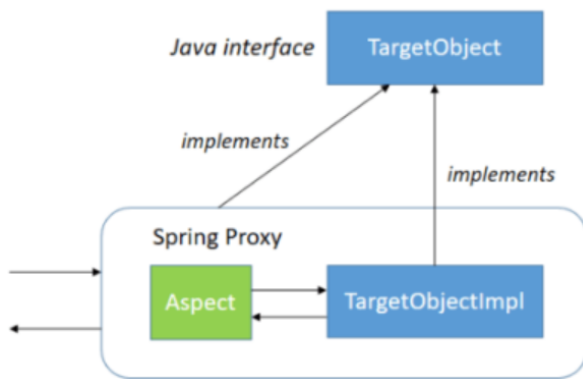 Java interface
TargetObject
implements
implements
Spring Proxy
Aspect
TargetObjectImpl